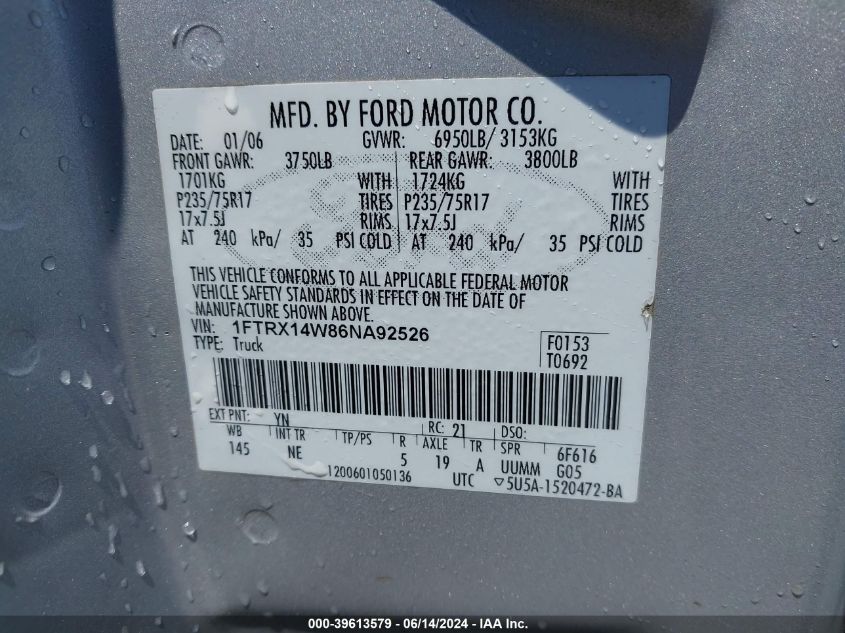 MFD. BY FORD MOTOR CO.
DATE: 01/06 GVWR: 6950LB/ 3153KG
FRONT GAWR: 3750LB REAR GAWR: 3800LB
1701KG WITH 1724KG WITH
P235/75R17 TIRES P235/75R17 TIRES
17x7.5J RIMS 17x7.5J RIMS
AT 240 kPa/ 35 PSI COLD AT 240 kPa/ 35 PSI COLD
THIS VEHICLE CONFORMS TO ALL APPLICABLE FEDERAL MOTOR
VEHICLE SAFETY STANDARDS IN EFFECT ON THE DATE OF
MANUFACTURE SHOWN ABOVE.
VIN: 1FTRX14W86NA92526 F0153
TYPE: Truck T0692
EXT PNT: YN RC: 21 DSO:
WB INT TR TP/PS R AXLE TR SPR 6F616
145 NE 5 19 A UUMM G05
1200601050136 UTC ▽5U5A-1520472-BA
000-39613579 - 06/14/2024 - IAA Inc.